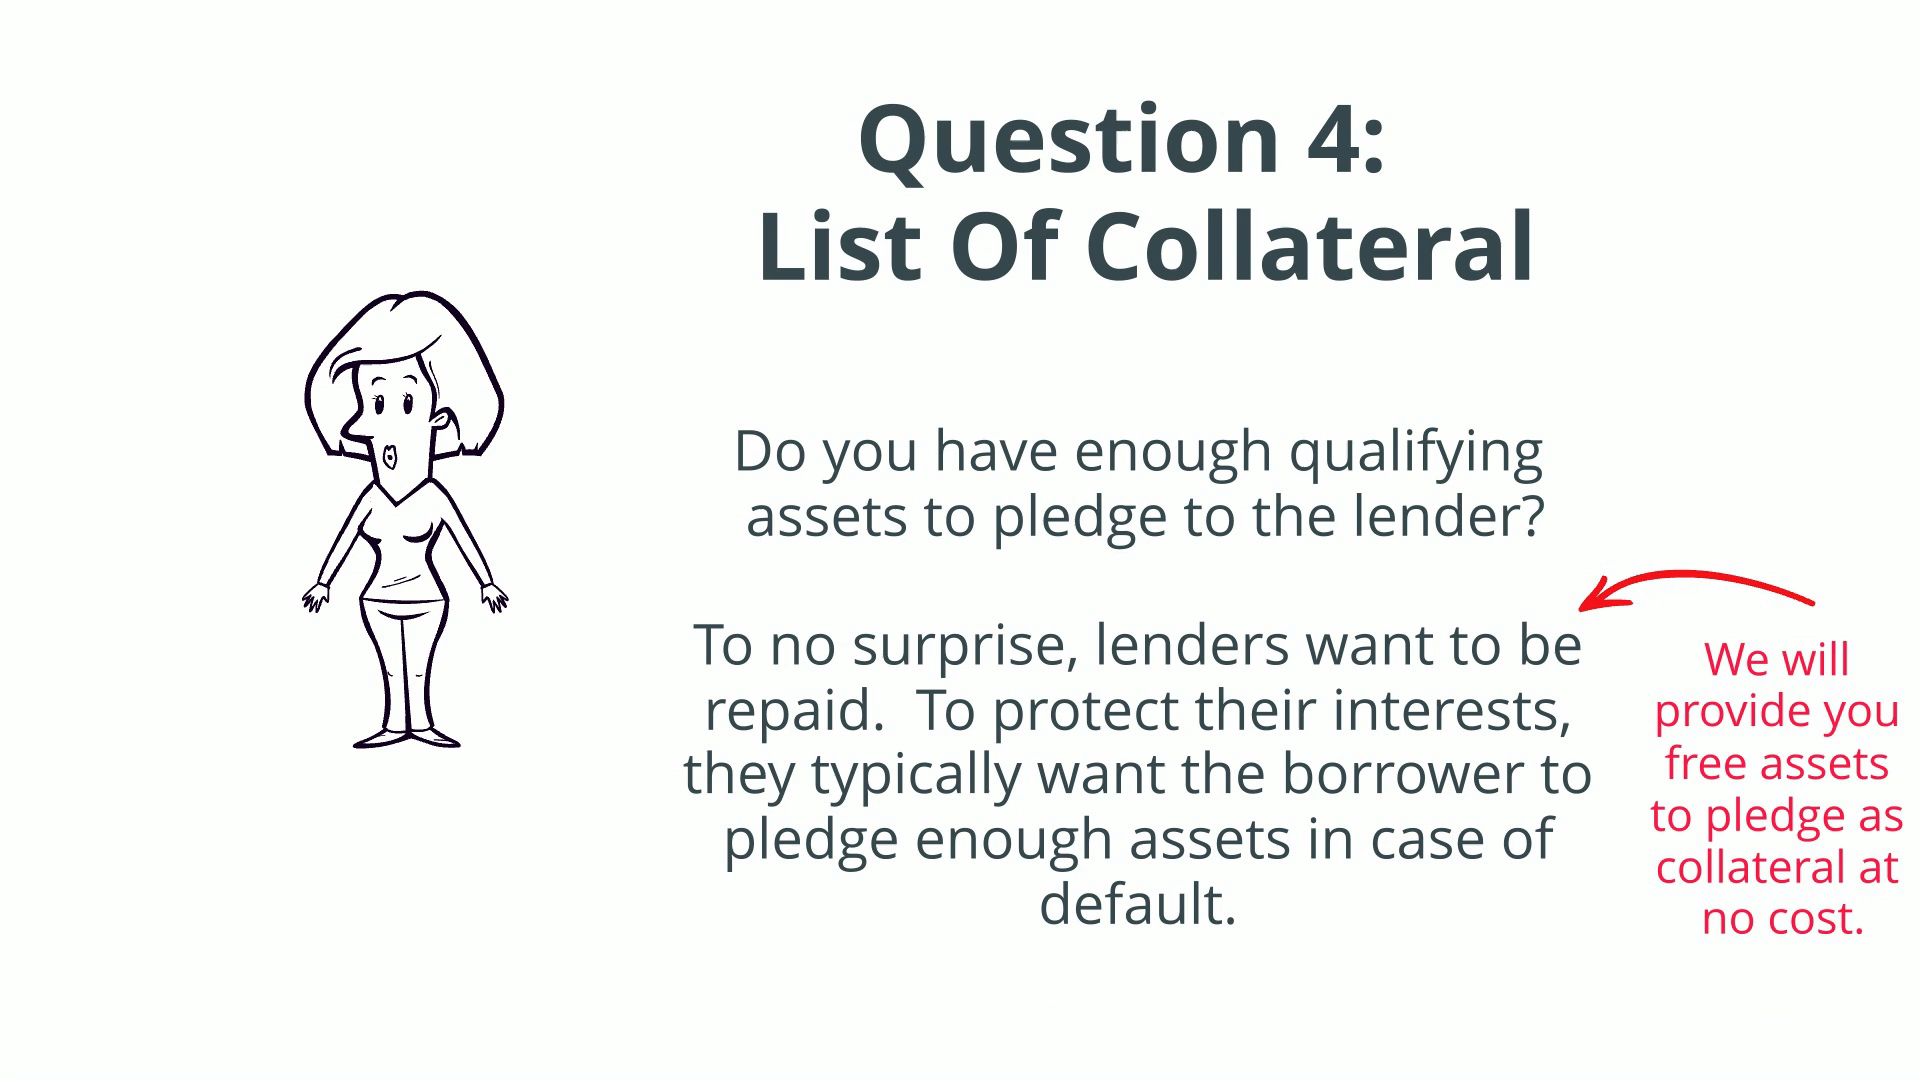 Question 4:
List Of Collateral
Do you have enough qualifying
assets to pledge to the lender?
To no surprise, lenders want to be
repaid.  To protect their interests,
they typically want the borrower to
pledge enough assets in case of
default.
We will
provide you
free assets
to pledge as
collateral at
no cost.